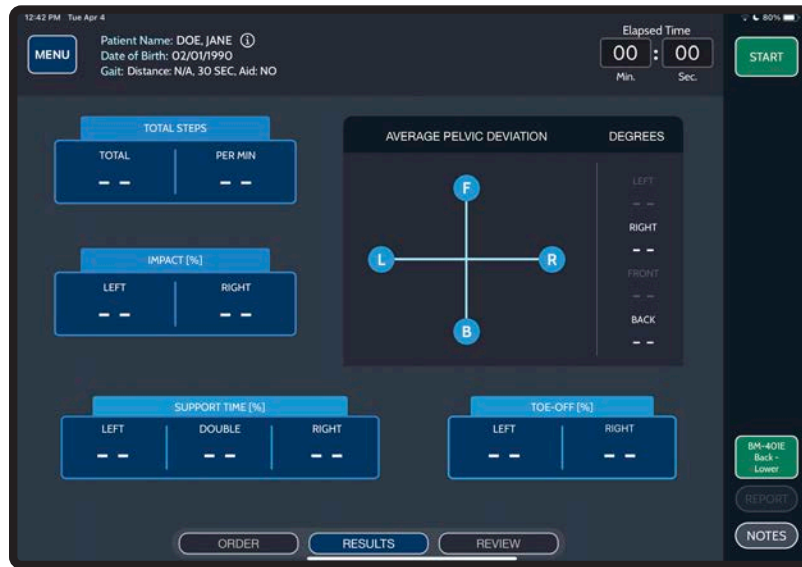 12:42 PM Tue Apr 4
80%
MENU
Patient Name: DOE, JANE
Date of Birth: 02/01/1990
Gait: Distance: N/A, 30 SEC, Aid: NO
Elapsed Time
00 : 00
Min. Sec.
START
TOTAL STEPS
TOTAL PER MIN
-- --
IMPACT [%]
LEFT RIGHT
-- --
AVERAGE PELVIC DEVIATION DEGREES
F
L R
B
LEFT
--
RIGHT
--
FRONT
--
BACK
--
SUPPORT TIME [%]
LEFT DOUBLE RIGHT
-- -- --
TOE-OFF [%]
LEFT RIGHT
-- --
BM-401E
Back -
Lower
REPORT
NOTES
ORDER RESULTS REVIEW